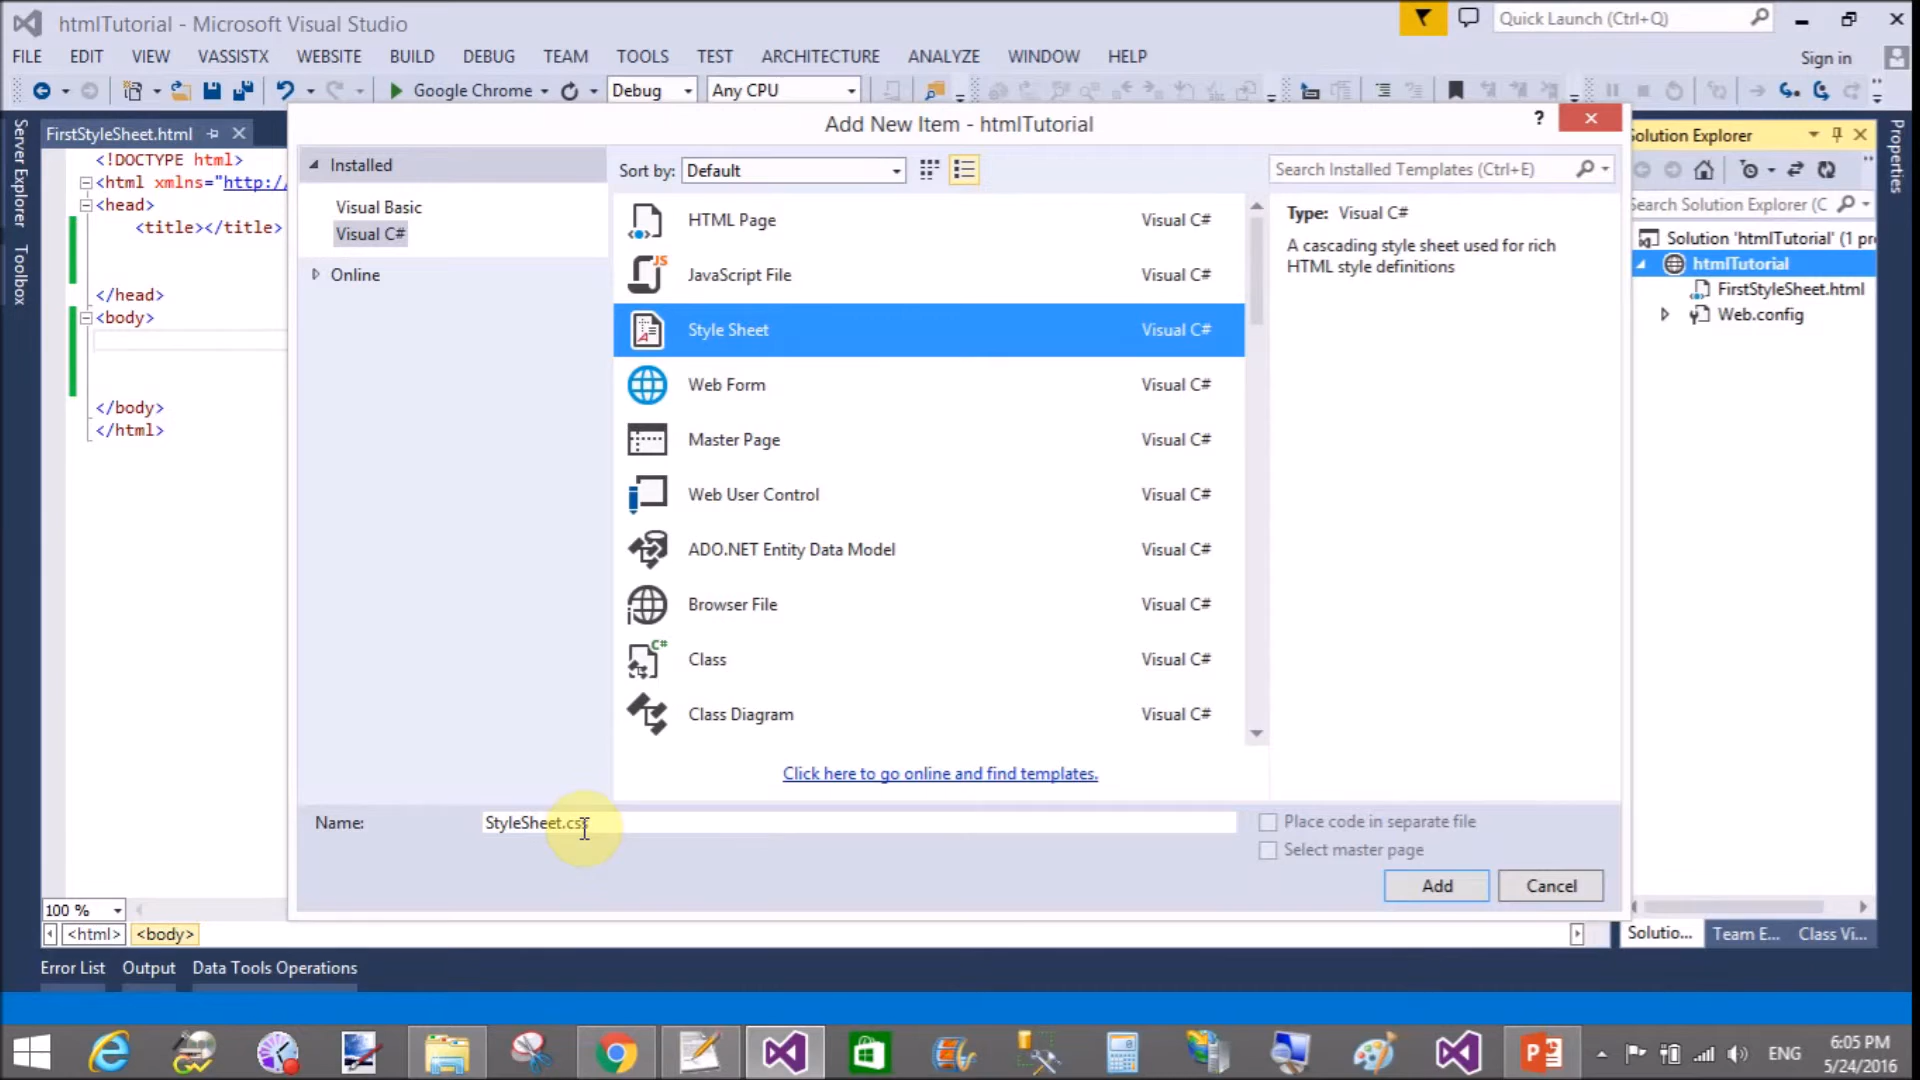 htmlTutorial - Microsoft Visual Studio
Quick Launch (Ctrl+Q)
FILE EDIT VIEW VASSISTX WEBSITE BUILD DEBUG TEAM TOOLS TEST ARCHITECTURE ANALYZE WINDOW HELP
Sign in
Google Chrome
Debug
Any CPU
Server Explorer
Toolbox
FirstStyleSheet.html
<!DOCTYPE html>
<html xmlns="http:/
<head>
<title></title>
</head>
<body>
</body>
</html>
100 %
<html> <body>
Add New Item - htmlTutorial
?
Installed
Visual Basic
Visual C#
Online
Sort by: Default
Search Installed Templates (Ctrl+E)
HTML Page Visual C#
JavaScript File Visual C#
Style Sheet Visual C#
Web Form Visual C#
Master Page Visual C#
Web User Control Visual C#
ADO.NET Entity Data Model Visual C#
Browser File Visual C#
Class Visual C#
Class Diagram Visual C#
Click here to go online and find templates.
Type: Visual C#
A cascading style sheet used for rich
HTML style definitions
Name: StyleSheet.css
Place code in separate file
Select master page
Add Cancel
Solution Explorer
Search Solution Explorer (C
Solution 'htmlTutorial' (1 pr
htmlTutorial
FirstStyleSheet.html
Web.config
Properties
Solutio... Team E... Class Vi...
Error List Output Data Tools Operations
ENG
6:05 PM
5/24/2016